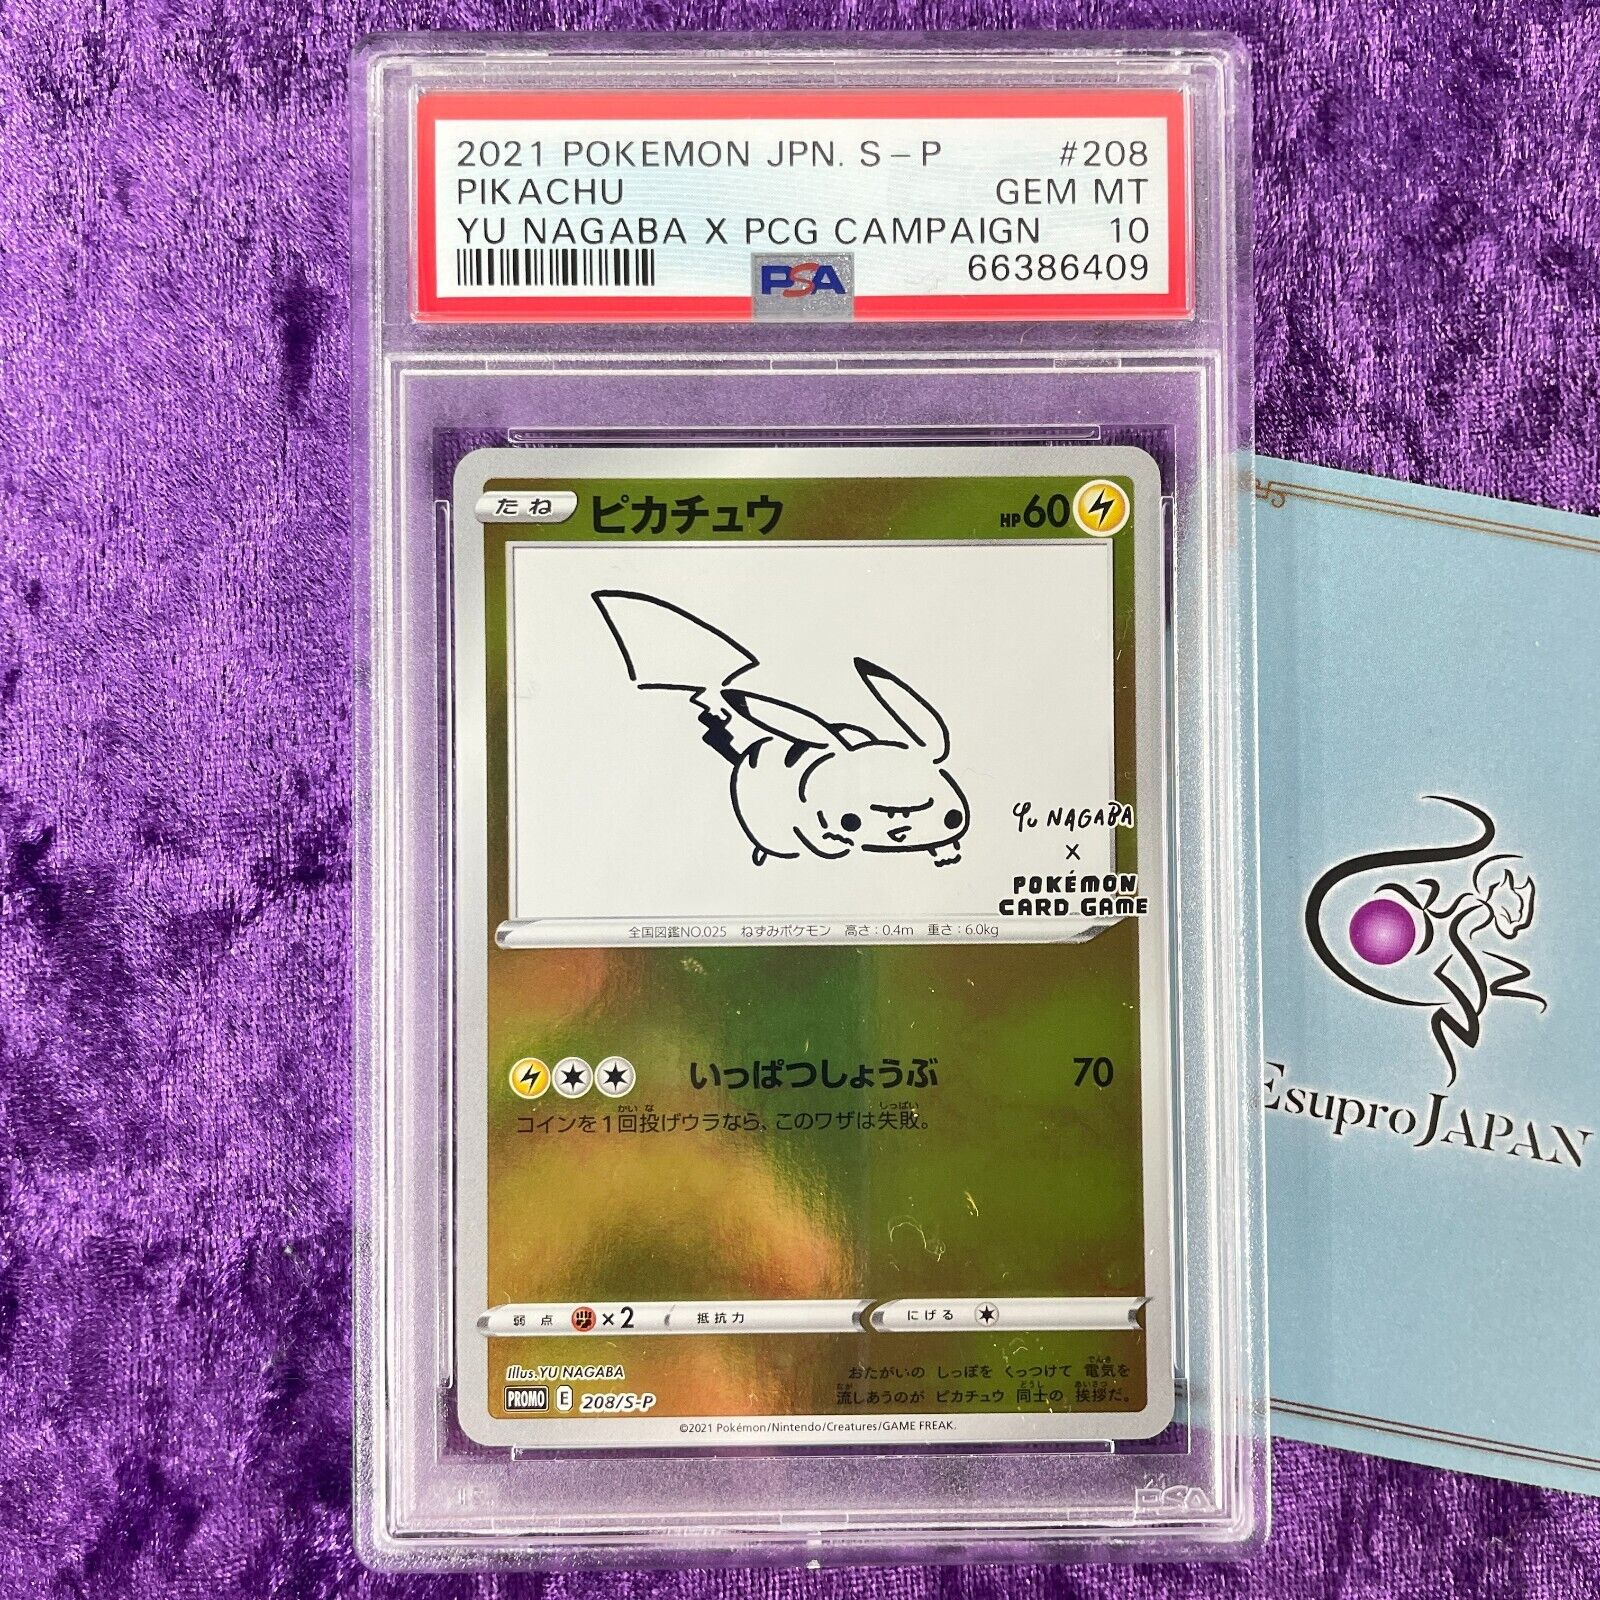 2021 POKEMON JPN. S-P #208
PIKACHU GEM MT
YU NAGABA X PCG CAMPAIGN 10
PSA 66386409
たね ピカチュウ HP60
Yu NAGABA
X
POKÉMON
CARD GAME
全国図鑑NO.025 ねずみポケモン 高さ:0.4m 重さ:6.0kg
いっぱつしょうぶ 70
コインを1回投げウラなら、このワザは失敗。
弱点 ×2 抵抗力 にげる
Illus. YU NAGABA
PROMO E 208/S-P
おたがいの しっぽを くっつけて 電気を
流しあうのが ピカチュウ 同士の 挨拶だ。
©2021 Pokémon/Nintendo/Creatures/GAME FREAK.
PSA
EsuproJAPAN